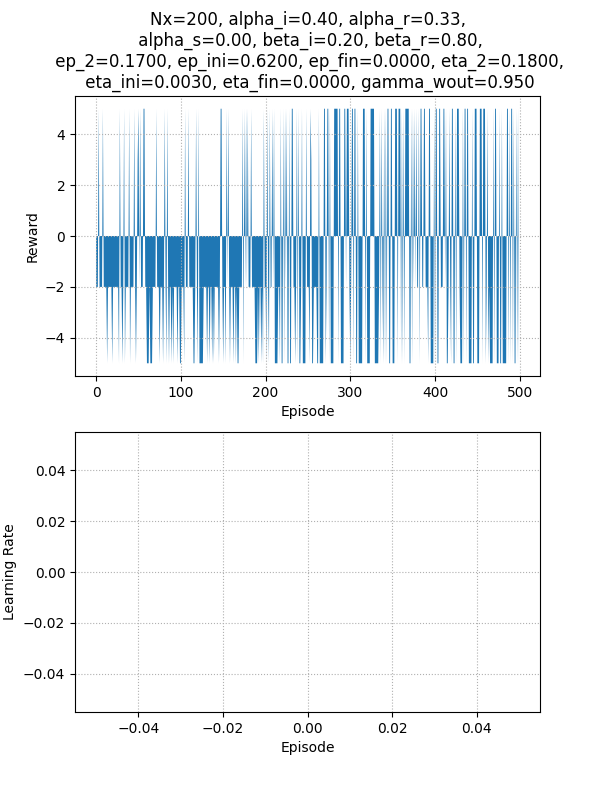 Nx=200, alpha_i=0.40, alpha_r=0.33,
alpha_s=0.00, beta_i=0.20, beta_r=0.80,
ep_2=0.1700, ep_ini=0.6200, ep_fin=0.0000, eta_2=0.1800,
eta_ini=0.0030, eta_fin=0.0000, gamma_wout=0.950
4
2
0
−2
−4
Reward
0 100 200 300 400 500
Episode
0.04
0.02
0.00
−0.02
−0.04
Learning Rate
−0.04 −0.02 0.00 0.02 0.04
Episode